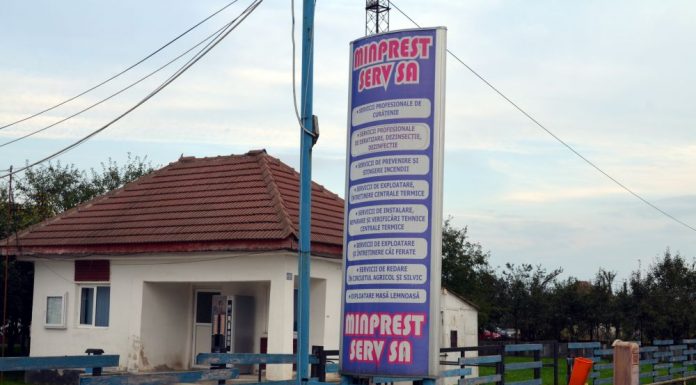 MINPREST
SERV SA
• SERVICII PROFESIONALE DE
CURĂȚENIE
• SERVICII PROFESIONALE
DE DERATIZARE, DEZINSECȚIE,
DEZINFECȚIE
• SERVICII DE PREVENIRE ȘI
STINGERE INCENDII
• SERVICII DE EXPLOATARE,
ÎNTREȚINERE CENTRALE TERMICE
• SERVICII DE INSTALARE,
REPARARE ȘI VERIFICĂRI TEHNICE
CENTRALE TERMICE
• SERVICII DE EXPLOATARE
ȘI ÎNTREȚINERE CĂI FERATE
• SERVICII DE REDARE
ÎN CIRCUITUL AGRICOL ȘI SILVIC
• EXPLOATARE MASĂ LEMNOASĂ
MINPREST
SERV SA